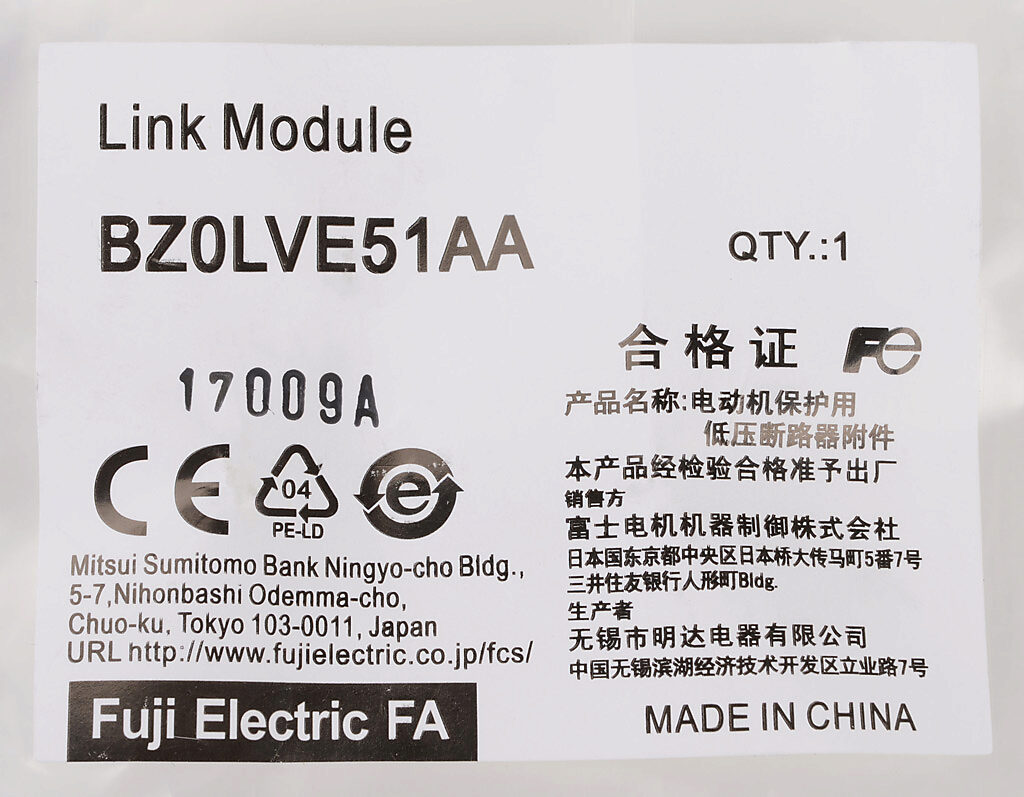 Link Module
BZ0LVE51AA
QTY.:1
17009A
CE
04
PE-LD
e
Mitsui Sumitomo Bank Ningyo-cho Bldg.,
5-7,Nihonbashi Odemma-cho,
Chuo-ku, Tokyo 103-0011, Japan
URL http://www.fujielectric.co.jp/fcs/
Fuji Electric FA
合格证 Fe
产品名称:电动机保护用
低压断路器附件
本产品经检验合格准予出厂
销售方
富士电机机器制御株式会社
日本国东京都中央区日本桥大传马町5番7号
三井住友银行人形町Bldg.
生产者
无锡市明达电器有限公司
中国无锡滨湖经济技术开发区立业路7号
MADE IN CHINA